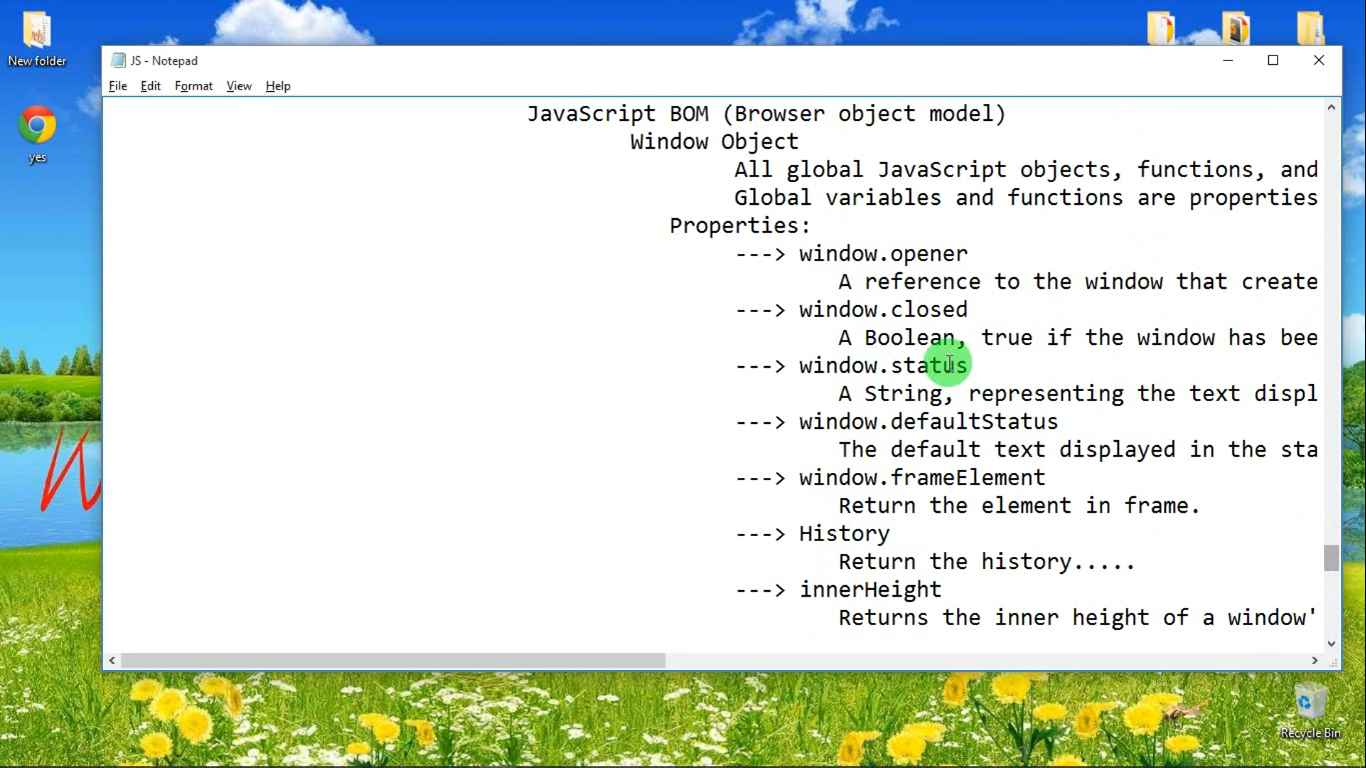 New folder
JS - Notepad
File Edit Format View Help
yes
JavaScript BOM (Browser object model)
Window Object
All global JavaScript objects, functions, and
Global variables and functions are properties
Properties:
---> window.opener
A reference to the window that create
---> window.closed
A Boolean, true if the window has bee
---> window.status
A String, representing the text displ
---> window.defaultStatus
The default text displayed in the sta
---> window.frameElement
Return the element in frame.
---> History
Return the history.....
---> innerHeight
Returns the inner height of a window'
Recycle Bin